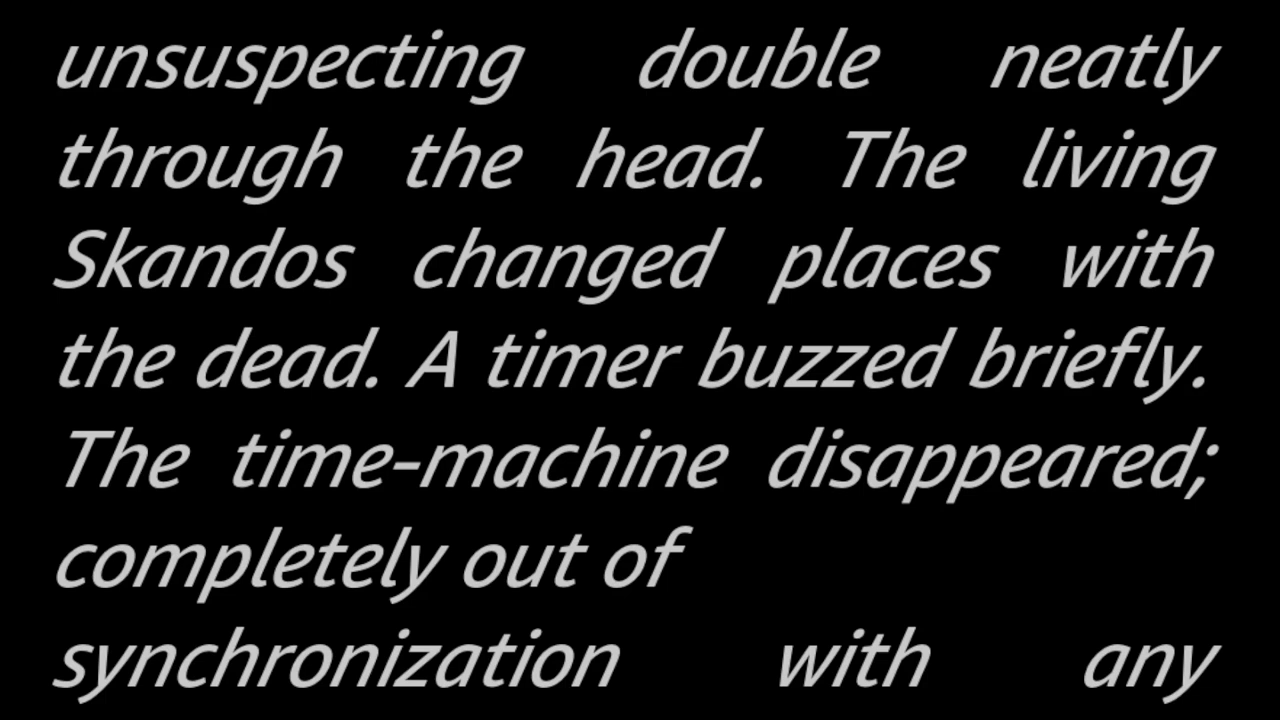 unsuspecting double neatly
through the head. The living
Skandos changed places with
the dead. A timer buzzed briefly.
The time-machine disappeared;
completely out of
synchronization with any